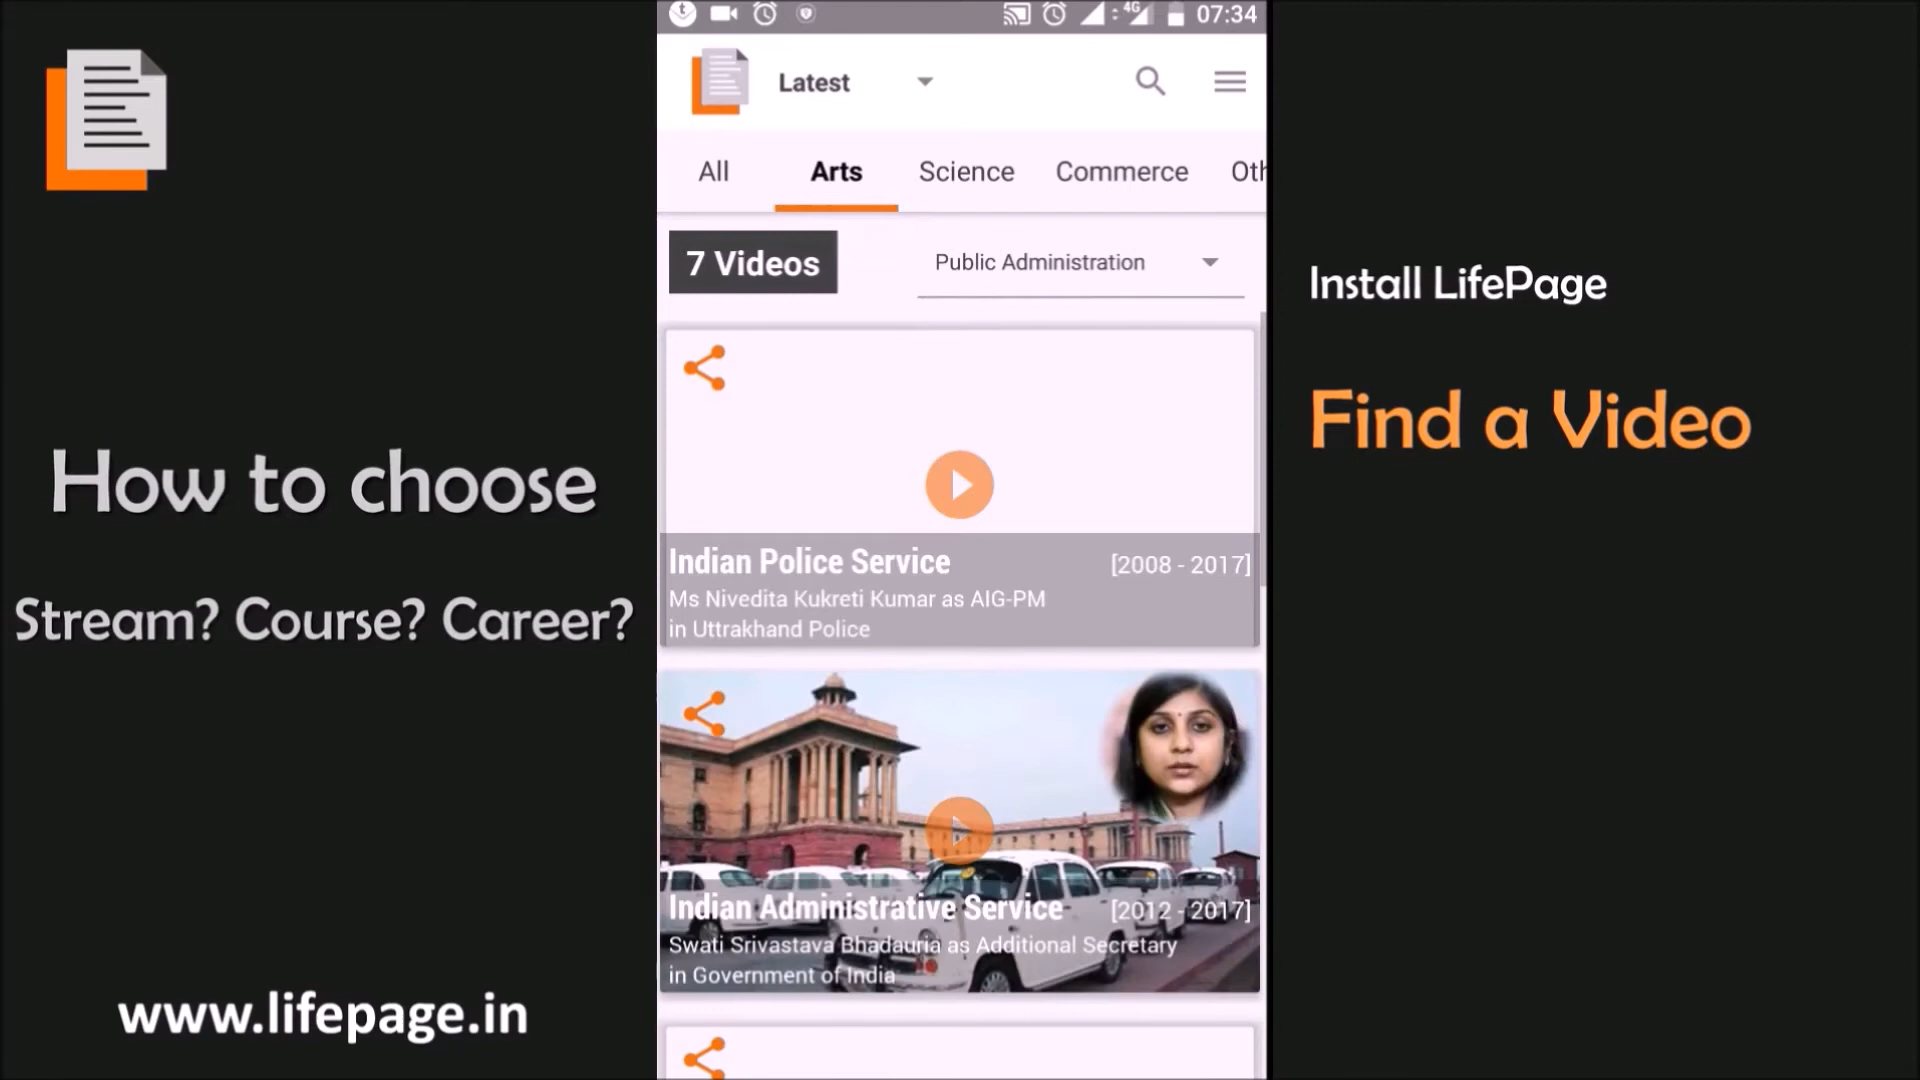 How to choose
Stream? Course? Career?
www.lifepage.in
4G 07:34
Latest
All Arts Science Commerce Oth
7 Videos Public Administration
Indian Police Service [2008 - 2017]
Ms Nivedita Kukreti Kumar as AIG-PM
in Uttrakhand Police
Indian Administrative Service [2012 - 2017]
Swati Srivastava Bhadauria as Additional Secretary
in Government of India
Install LifePage
Find a Video